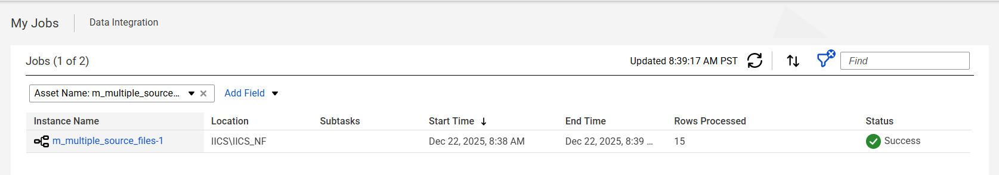 My Jobs Data Integration
Jobs (1 of 2) Updated 8:39:17 AM PST Find
Asset Name: m_multiple_source... Add Field
Instance Name Location Subtasks Start Time End Time Rows Processed Status
m_multiple_source_files-1 IICS\IICS_NF Dec 22, 2025, 8:38 AM Dec 22, 2025, 8:39 ... 15 Success